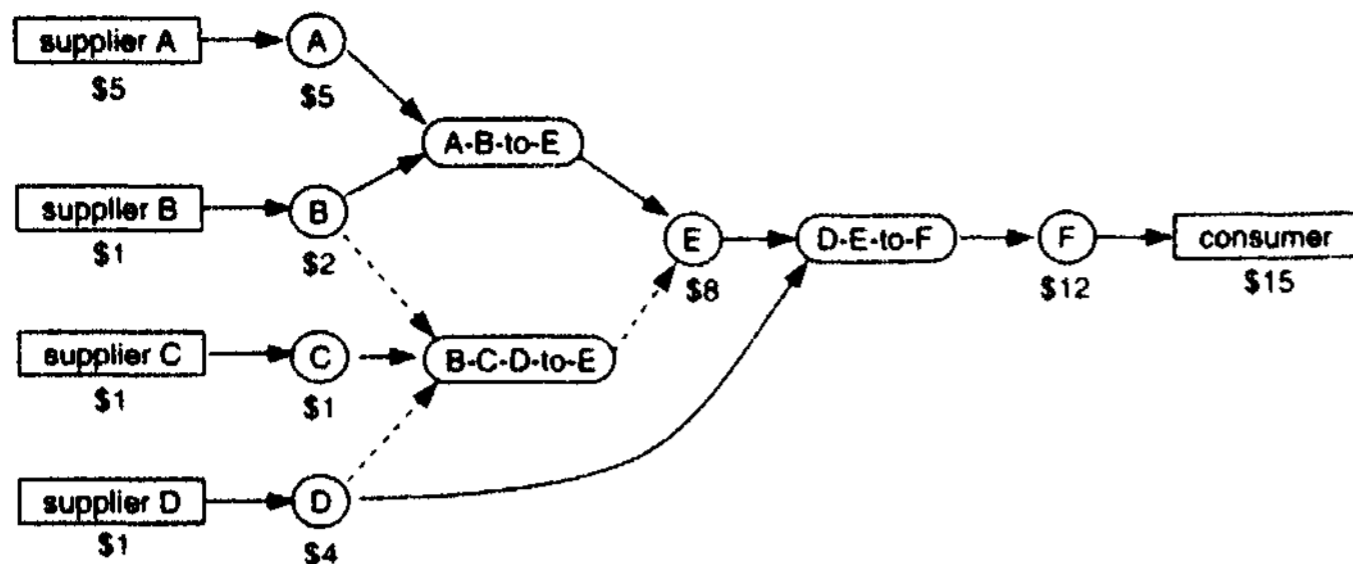 supplier A
$5
A
$5
A-B-to-E
supplier B
$1
B
$2
E
$8
D-E-to-F
F
$12
consumer
$15
supplier C
$1
C
$1
B-C-D-to-E
supplier D
$1
D
$4